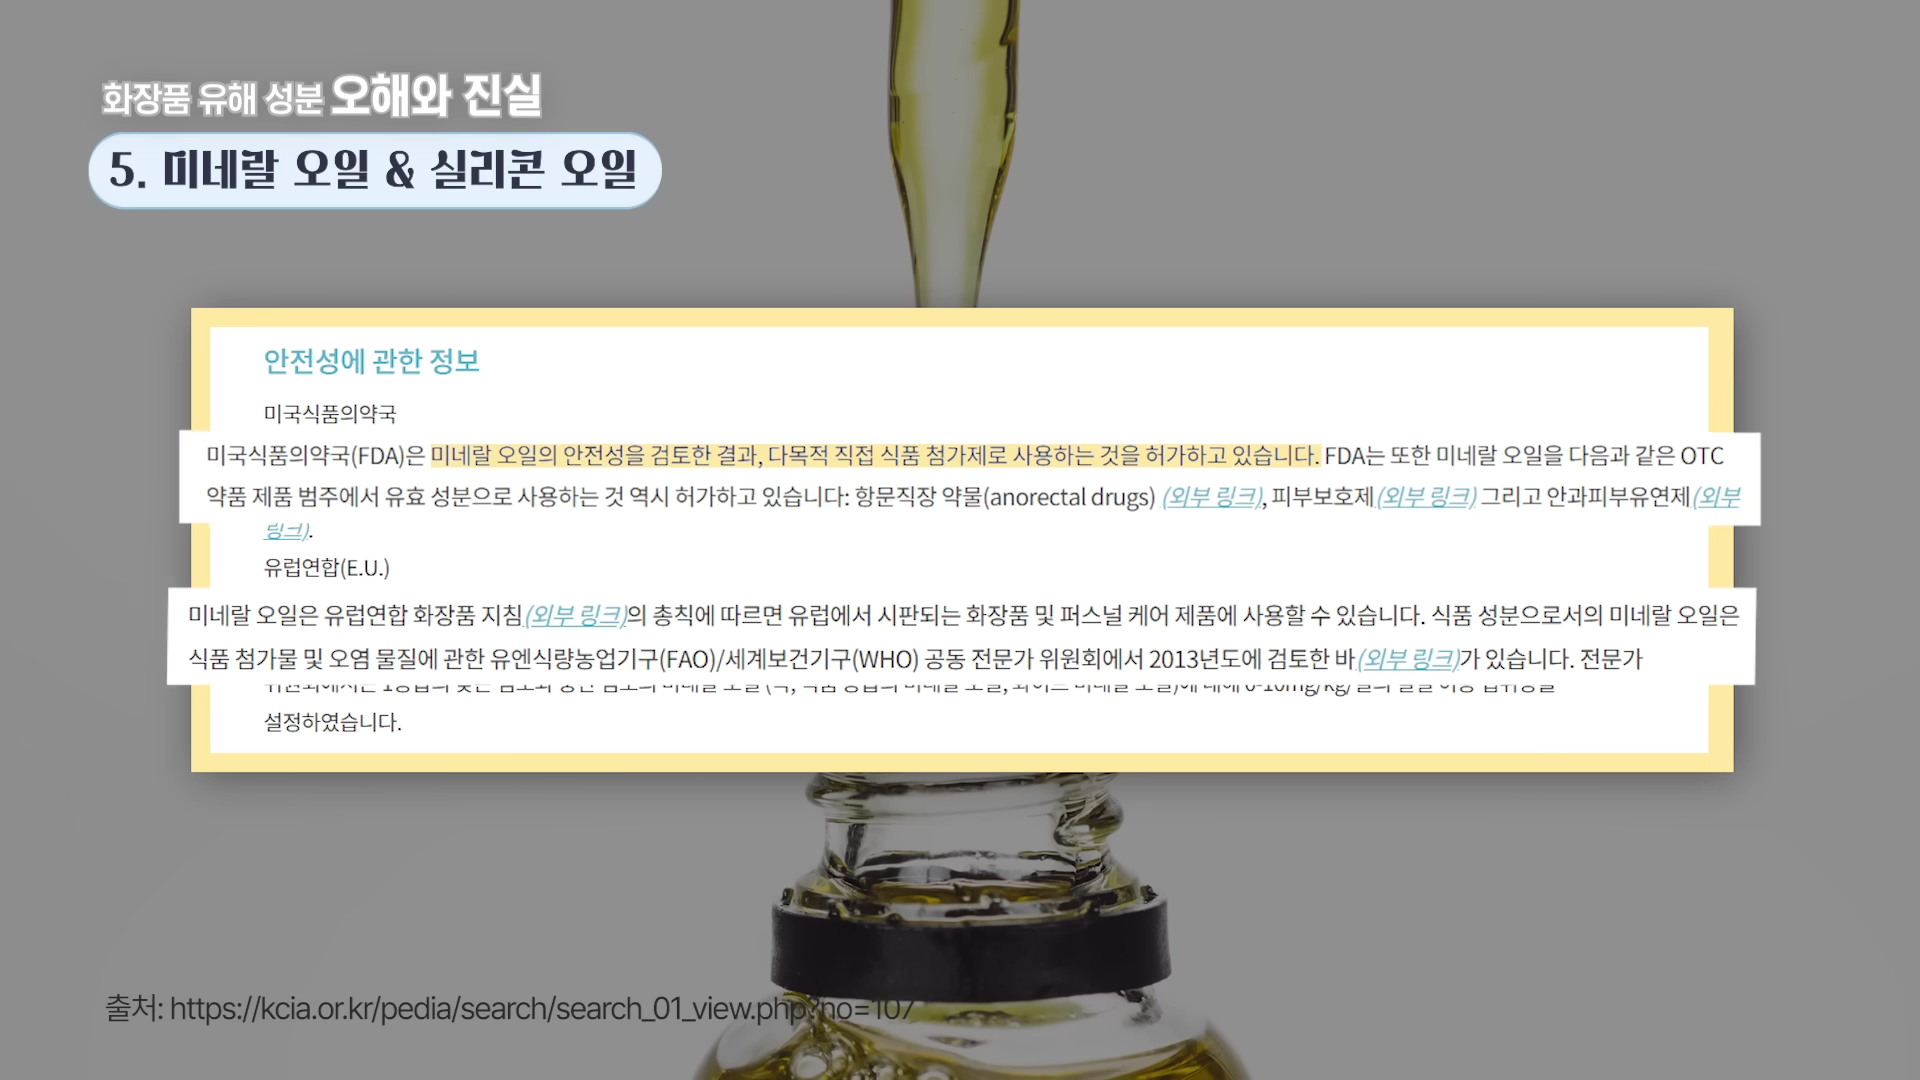 화장품 유해 성분 오해와 진실
5. 미네랄 오일 & 실리콘 오일
안전성에 관한 정보
미국식품의약국
미국식품의약국(FDA)은 미네랄 오일의 안전성을 검토한 결과, 다목적 직접 식품 첨가제로 사용하는 것을 허가하고 있습니다. FDA는 또한 미네랄 오일을 다음과 같은 OTC
약품 제품 범주에서 유효 성분으로 사용하는 것 역시 허가하고 있습니다: 항문직장 약물(anorectal drugs) (외부 링크), 피부보호제(외부 링크) 그리고 안과피부유연제(외부
링크).
유럽연합(E.U.)
미네랄 오일은 유럽연합 화장품 지침(외부 링크)의 총칙에 따르면 유럽에서 시판되는 화장품 및 퍼스널 케어 제품에 사용할 수 있습니다. 식품 성분으로서의 미네랄 오일은
식품 첨가물 및 오염 물질에 관한 유엔식량농업기구(FAO)/세계보건기구(WHO) 공동 전문가 위원회에서 2013년도에 검토한 바(외부 링크)가 있습니다. 전문가
설정하였습니다.
출처: https://kcia.or.kr/pedia/search/search_01_view.php?no=107